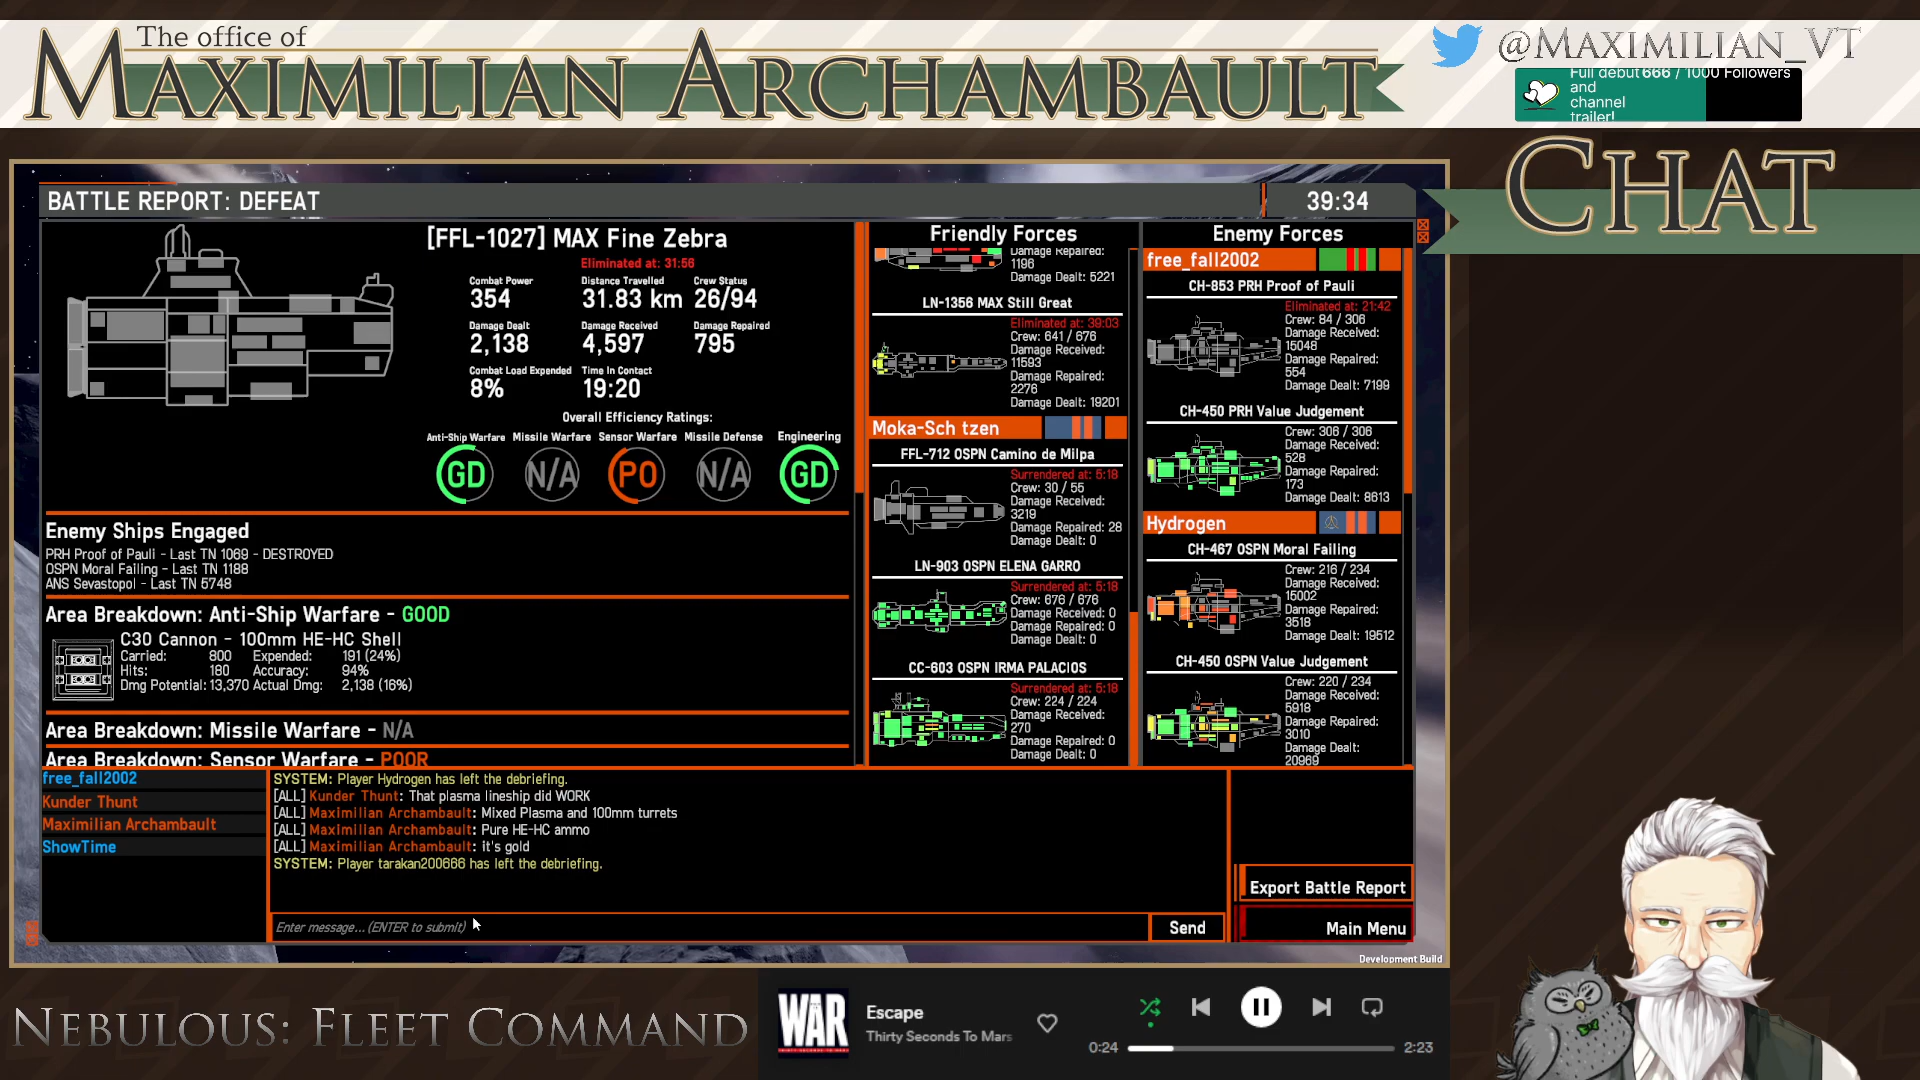 The office of
MAXIMILIAN ARCHAMBAULT
@MAXIMILIAN_VT
Full debut 666 / 1000 Followers
and
channel
trailer!
CHAT
BATTLE REPORT: DEFEAT
39:34
[FFL-1027] MAX Fine Zebra
Eliminated at: 31:56
Combat Power Distance Travelled Crew Status
354 31.83 km 26/94
Damage Dealt Damage Received Damage Repaired
2,138 4,597 795
Combat Load Expended Time In Contact
8% 19:20
Overall Efficiency Ratings:
Anti-Ship Warfare Missile Warfare Sensor Warfare Missile Defense Engineering
GD N/A PO N/A GD
Enemy Ships Engaged
PRH Proof of Pauli - Last TN 1069 - DESTROYED
OSPN Moral Failing - Last TN 1188
ANS Sevastopol - Last TN 5748
Area Breakdown: Anti-Ship Warfare - GOOD
C30 Cannon - 100mm HE-HC Shell
Carried: 800 Expended: 191 (24%)
Hits: 180 Accuracy: 94%
Dmg Potential: 13,370 Actual Dmg: 2,138 (16%)
Area Breakdown: Missile Warfare - N/A
Area Breakdown: Sensor Warfare - POOR
Friendly Forces
Damage Repaired:
1196
Damage Dealt: 5221
LN-1356 MAX Still Great
Eliminated at: 39:03
Crew: 641 / 676
Damage Received:
11593
Damage Repaired:
2276
Damage Dealt: 19201
Moka-Sch tzen
FFL-712 OSPN Camino de Milpa
Surrendered at: 5:18
Crew: 30 / 55
Damage Received:
3219
Damage Repaired: 28
Damage Dealt: 0
LN-903 OSPN ELENA GARRO
Surrendered at: 5:18
Crew: 676 / 676
Damage Received: 0
Damage Repaired: 0
Damage Dealt: 0
CC-603 OSPN IRMA PALACIOS
Surrendered at: 5:18
Crew: 224 / 224
Damage Received:
270
Damage Repaired: 0
Damage Dealt: 0
Enemy Forces
free_fall2002
CH-853 PRH Proof of Pauli
Eliminated at: 21:42
Crew: 84 / 306
Damage Received:
15048
Damage Repaired:
554
Damage Dealt: 7199
CH-450 PRH Value Judgement
Crew: 306 / 306
Damage Received:
528
Damage Repaired:
173
Damage Dealt: 8613
Hydrogen
CH-467 OSPN Moral Failing
Crew: 216 / 234
Damage Received:
15002
Damage Repaired:
3518
Damage Dealt: 19512
CH-450 OSPN Value Judgement
Crew: 220 / 234
Damage Received:
5918
Damage Repaired:
3010
Damage Dealt:
20969
free_fall2002
Kunder Thunt
Maximilian Archambault
ShowTime
SYSTEM: Player Hydrogen has left the debriefing.
[ALL] Kunder Thunt: That plasma lineship did WORK
[ALL] Maximilian Archambault: Mixed Plasma and 100mm turrets
[ALL] Maximilian Archambault: Pure HE-HC ammo
[ALL] Maximilian Archambault: it's gold
SYSTEM: Player tarakan200666 has left the debriefing.
Enter message... (ENTER to submit)
Send
Export Battle Report
Main Menu
Development Build
NEBULOUS: FLEET COMMAND
WAR
Escape
Thirty Seconds To Mars
0:24
2:23